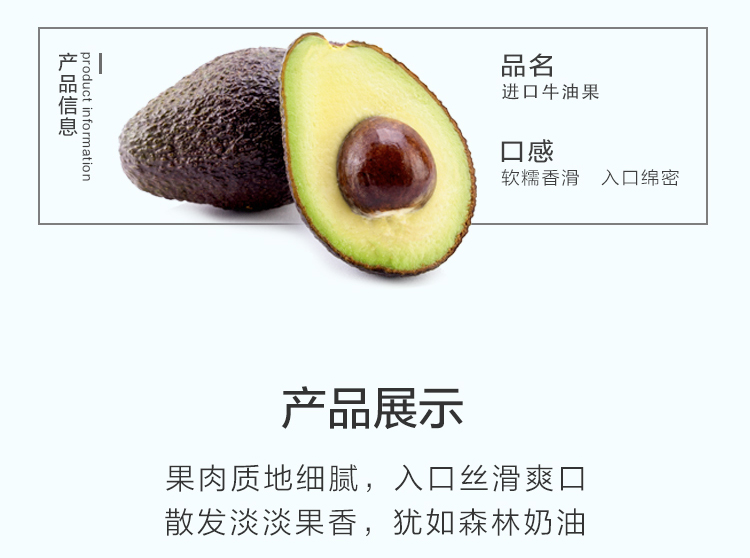 产品信息
product information
品名
进口牛油果
口感
软糯香滑 入口绵密
产品展示
果肉质地细腻，入口丝滑爽口
散发淡淡果香，犹如森林奶油